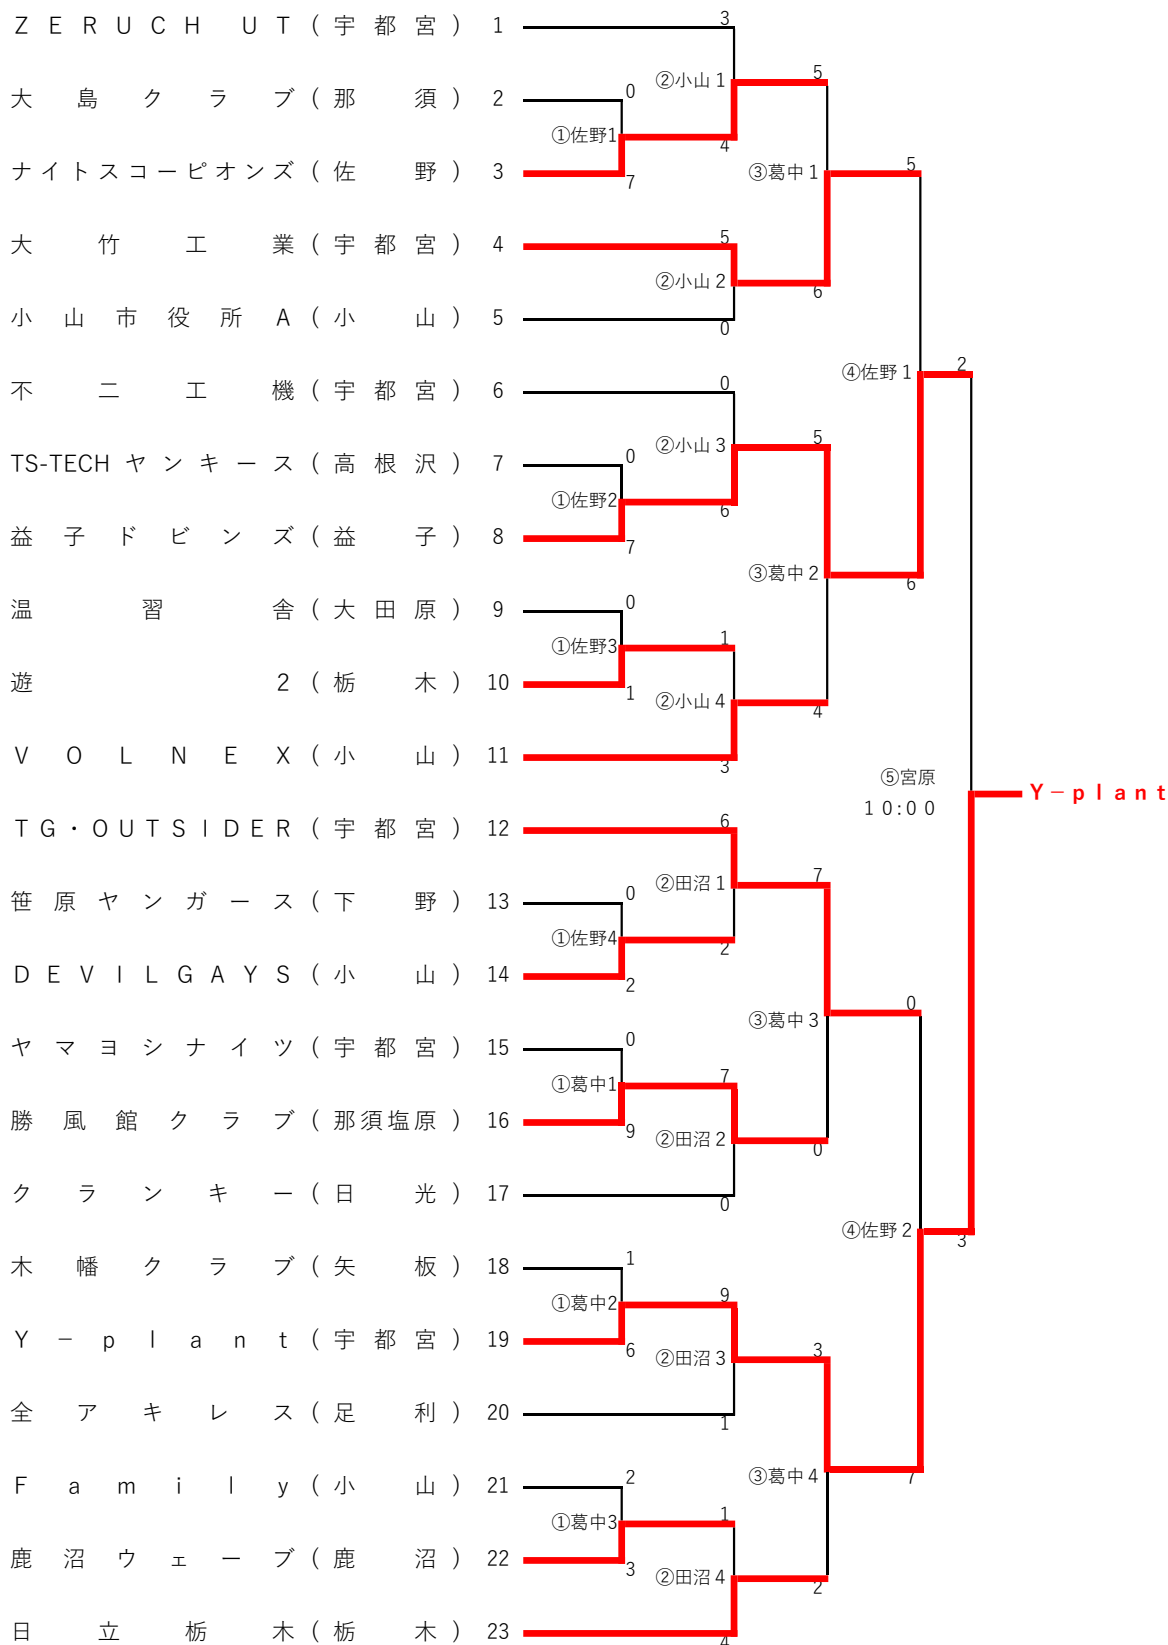 ZERUCH UT(宇都宮) 1 3
②小山1 5
大島クラブ(那須) 2 0
①佐野1 4
ナイトスコーピオンズ(佐野) 3 7 ③葛中1 5
大竹工業(宇都宮) 4 5
②小山2 6
小山市役所A(小山) 5 0
④佐野1 2
不二工機(宇都宮) 6 0
②小山3 5
TS-TECHヤンキース(高根沢) 7 0
①佐野2 6
益子ドビンズ(益子) 8 7
③葛中2 6
温習舎(大田原) 9 0
①佐野3 1
遊2(栃木) 10 1
②小山4 4
VOLNEX(小山) 11 3
⑤宮原
10:00
Y-plant
TG・OUTSIDER(宇都宮) 12 6
②田沼1 7
笹原ヤンガース(下野) 13 0
①佐野4 2
DEVILGAYS(小山) 14 2
③葛中3 0
ヤマヨシナイツ(宇都宮) 15 0
①葛中1 7
勝風館クラブ(那須塩原) 16 9
②田沼2 0
クランキー(日光) 17 0
④佐野2 3
木幡クラブ(矢板) 18 1
①葛中2 9
Y-plant(宇都宮) 19 6
②田沼3 3
全アキレス(足利) 20 1
③葛中4 7
Family(小山) 21 2
①葛中3 1
鹿沼ウェーブ(鹿沼) 22 3
②田沼4 2
日立栃木(栃木) 23 4